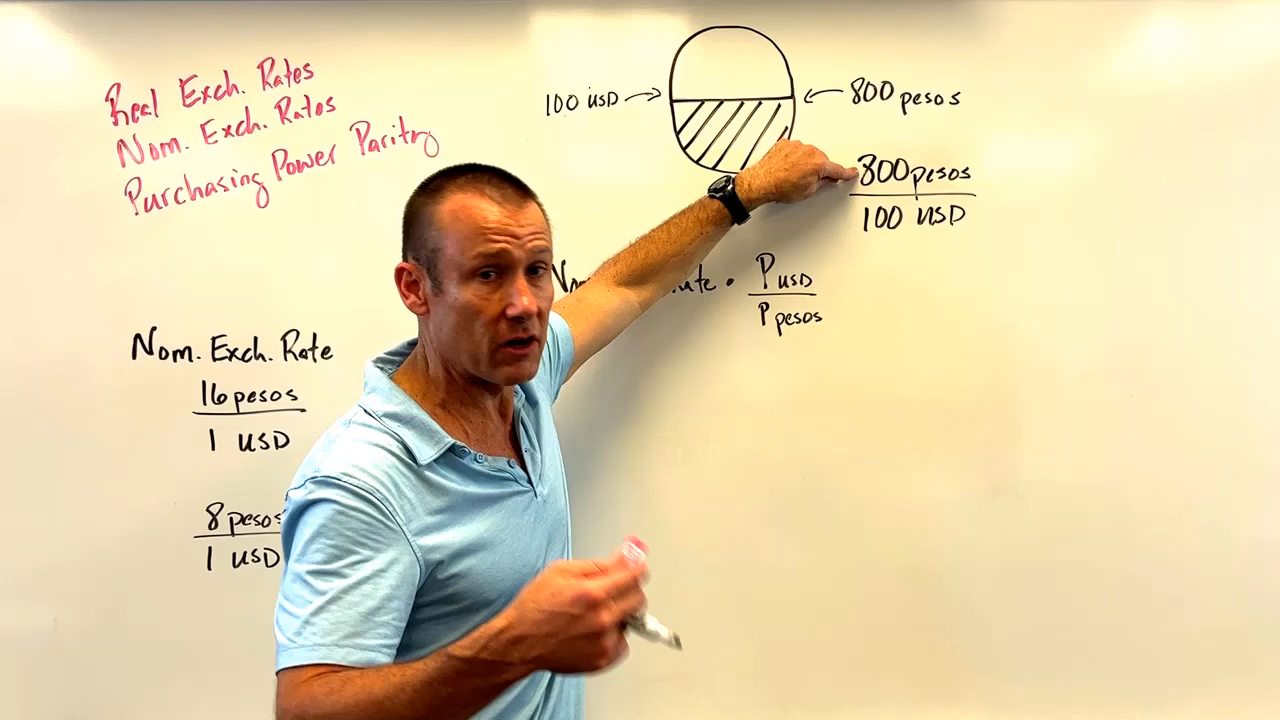 Real Exch. Rates
Nom. Exch. Rates
Purchasing Power Parity
100 USD
800 pesos
800 pesos
100 USD
P USD
P pesos
Nom. Exch. Rate
16 pesos
1 USD
8 pesos
1 USD